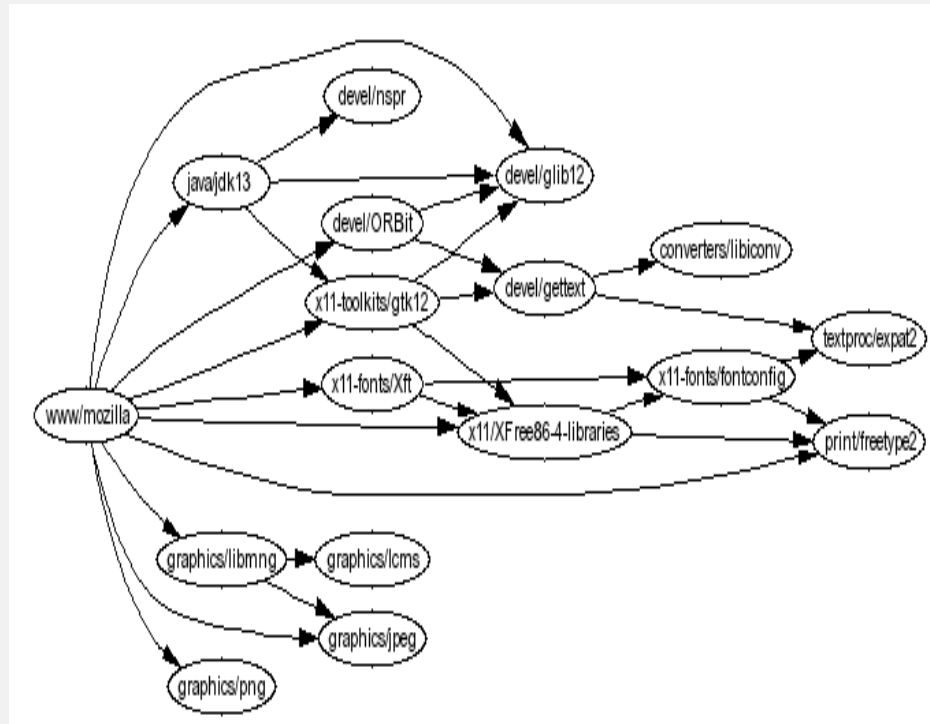 devel/nspr
java/jdk13
devel/glib12
devel/ORBit
converters/libiconv
devel/gettext
x11-toolkits/gtk12
textproc/expat2
x11-fonts/Xft
x11-fonts/fontconfig
www/mozilla
x11/XFree86-4-libraries
print/freetype2
graphics/libmng
graphics/lcms
graphics/jpeg
graphics/png